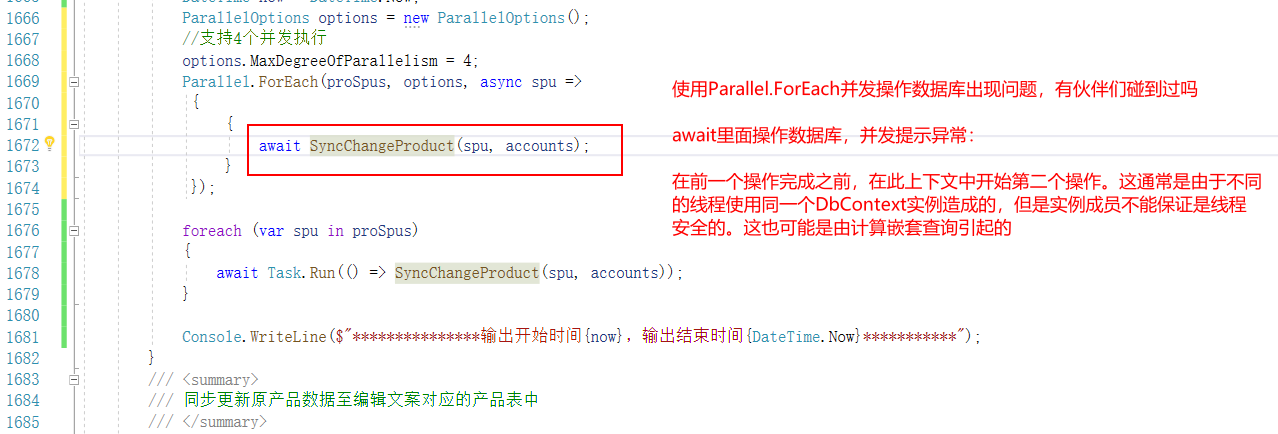 DateTime now = DateTime.Now;
1666 ParallelOptions options = new ParallelOptions();
1667 //支持4个并发执行
1668 options.MaxDegreeOfParallelism = 4;
1669 Parallel.ForEach(proSpus, options, async spu =>
使用Parallel.ForEach并发操作数据库出现问题，有伙伴们碰到过吗
1670 {
1671 {
await里面操作数据库，并发提示异常：
1672 await SyncChangeProduct(spu, accounts);
1673 }
在前一个操作完成之前，在此上下文中开始第二个操作。这通常是由于不同
1674 });
的线程使用同一个DbContext实例造成的，但是实例成员不能保证是线程
1675
安全的。这也可能是由计算嵌套查询引起的
1676 foreach (var spu in proSpus)
1677 {
1678 await Task.Run(() => SyncChangeProduct(spu, accounts));
1679 }
1680
1681 Console.WriteLine($"***************输出开始时间{now}，输出结束时间{DateTime.Now}***********");
1682 }
1683 /// <summary>
1684 /// 同步更新原产品数据至编辑文案对应的产品表中
1685 /// </summary>